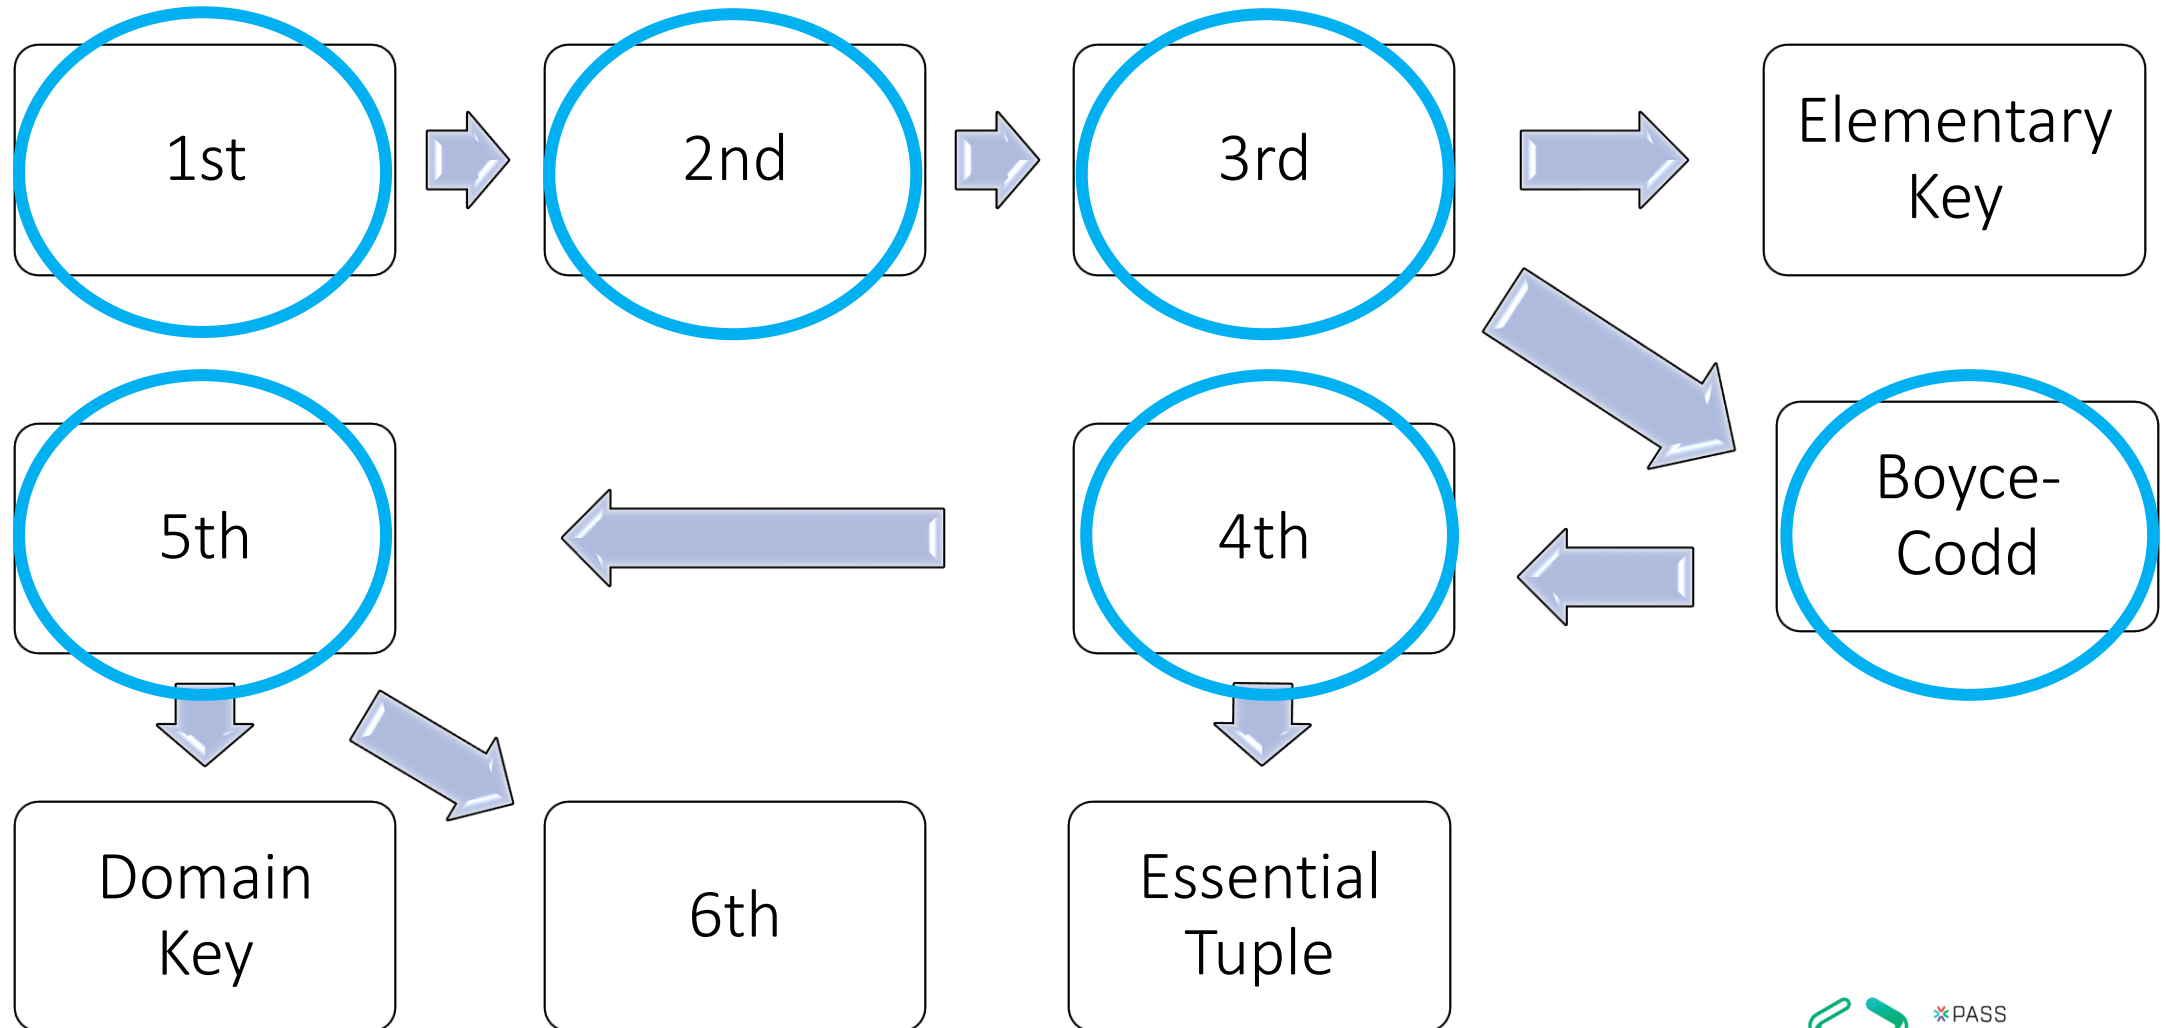 1st
2nd
3rd
Elementary
Key
5th
4th
Boyce-
Codd
Domain
Key
6th
Essential
Tuple
PASS